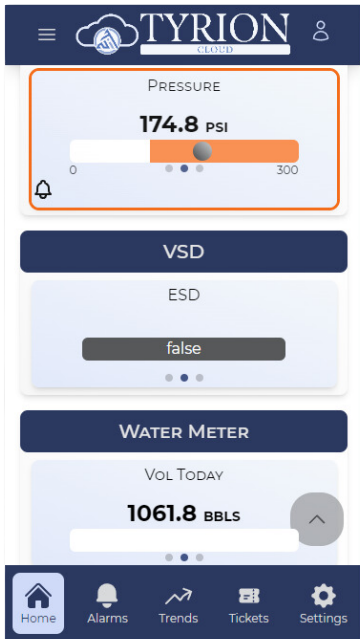 TYRION
CLOUD
PRESSURE
174.8 PSI
0 300
VSD
ESD
false
WATER METER
VOL TODAY
1061.8 BBLS
Home Alarms Trends Tickets Settings